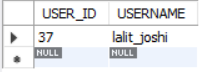 USER_ID USERNAME
37 lalit_joshi
NULL NULL